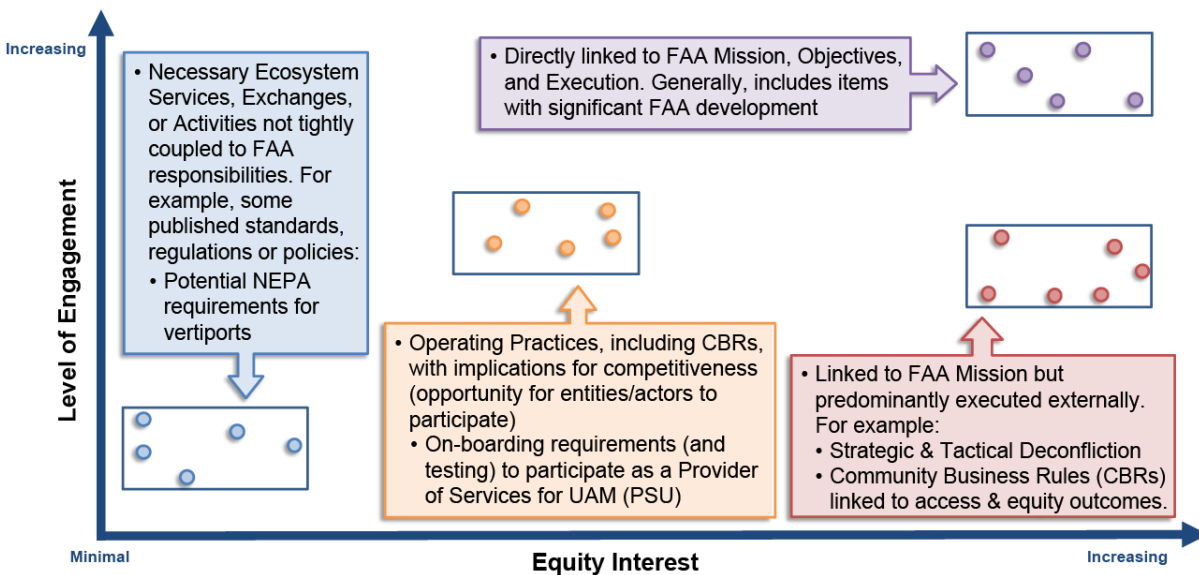 Increasing
Level of Engagement
• Necessary Ecosystem
Services, Exchanges,
or Activities not tightly
coupled to FAA
responsibilities. For
example, some
published standards,
regulations or policies:
• Potential NEPA
requirements for
vertiports
• Directly linked to FAA Mission, Objectives,
and Execution. Generally, includes items
with significant FAA development
• Operating Practices, including CBRs,
with implications for competitiveness
(opportunity for entities/actors to
participate)
• On-boarding requirements (and
testing) to participate as a Provider
of Services for UAM (PSU)
• Linked to FAA Mission but
predominantly executed externally.
For example:
• Strategic & Tactical Deconfliction
• Community Business Rules (CBRs)
linked to access & equity outcomes.
Minimal
Equity Interest
Increasing